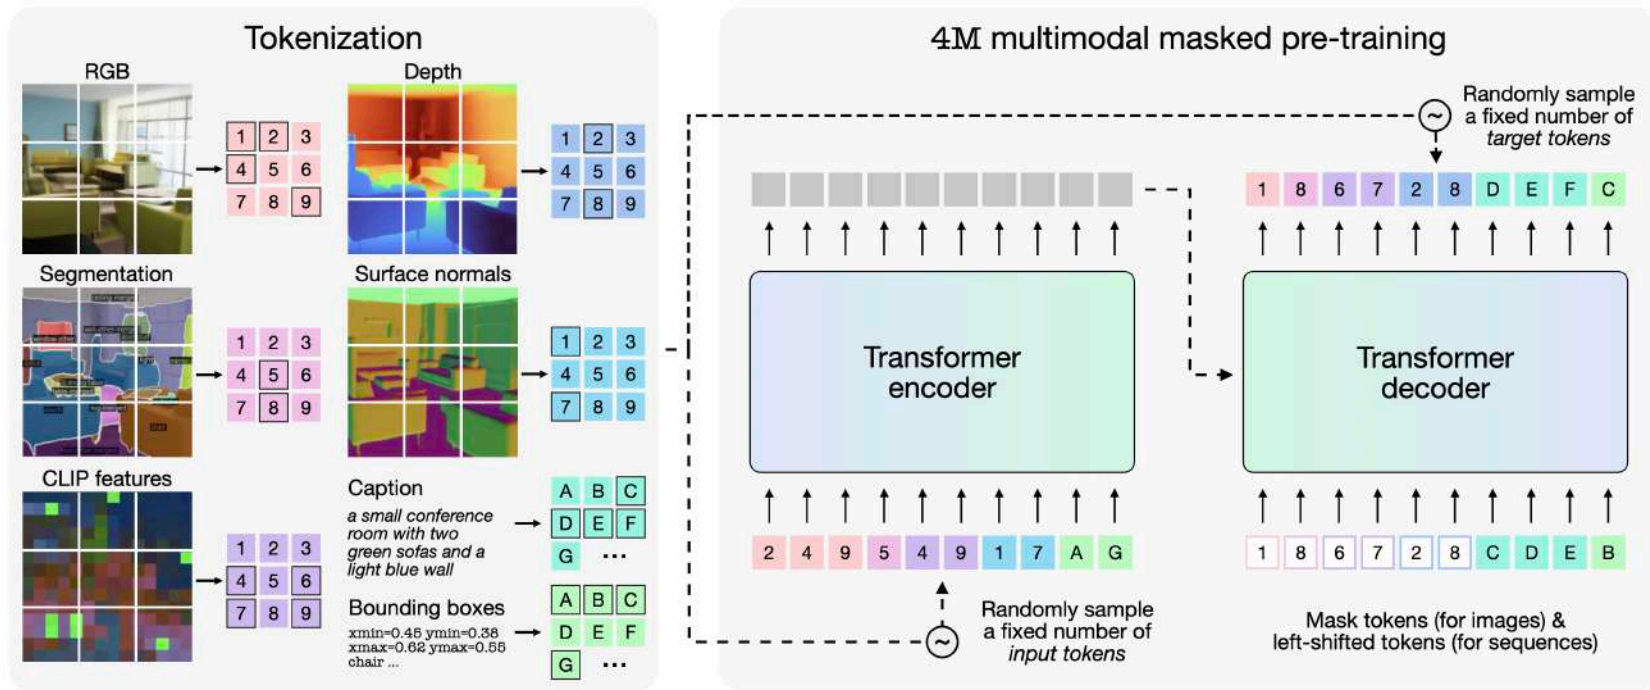 Tokenization
RGB
1 2 3
4 5 6
7 8 9
Depth
1 2 3
4 5 6
7 8 9
Segmentation
1 2 3
4 5 6
7 8 9
Surface normals
1 2 3
4 5 6
7 8 9
CLIP features
1 2 3
4 5 6
7 8 9
Caption
a small conference
room with two
green sofas and a
light blue wall
A B C
D E F
G ...
Bounding boxes
xmin=0.45 ymin=0.38
xmax=0.62 ymax=0.55
chair ...
A B C
D E F
G ...
4M multimodal masked pre-training
~
Randomly sample
a fixed number of
target tokens
Transformer
encoder
2 4 9 5 4 9 1 7 A G
~
Randomly sample
a fixed number of
input tokens
1 8 6 7 2 8 D E F C
Transformer
decoder
1 8 6 7 2 8 C D E B
Mask tokens (for images) &
left-shifted tokens (for sequences)